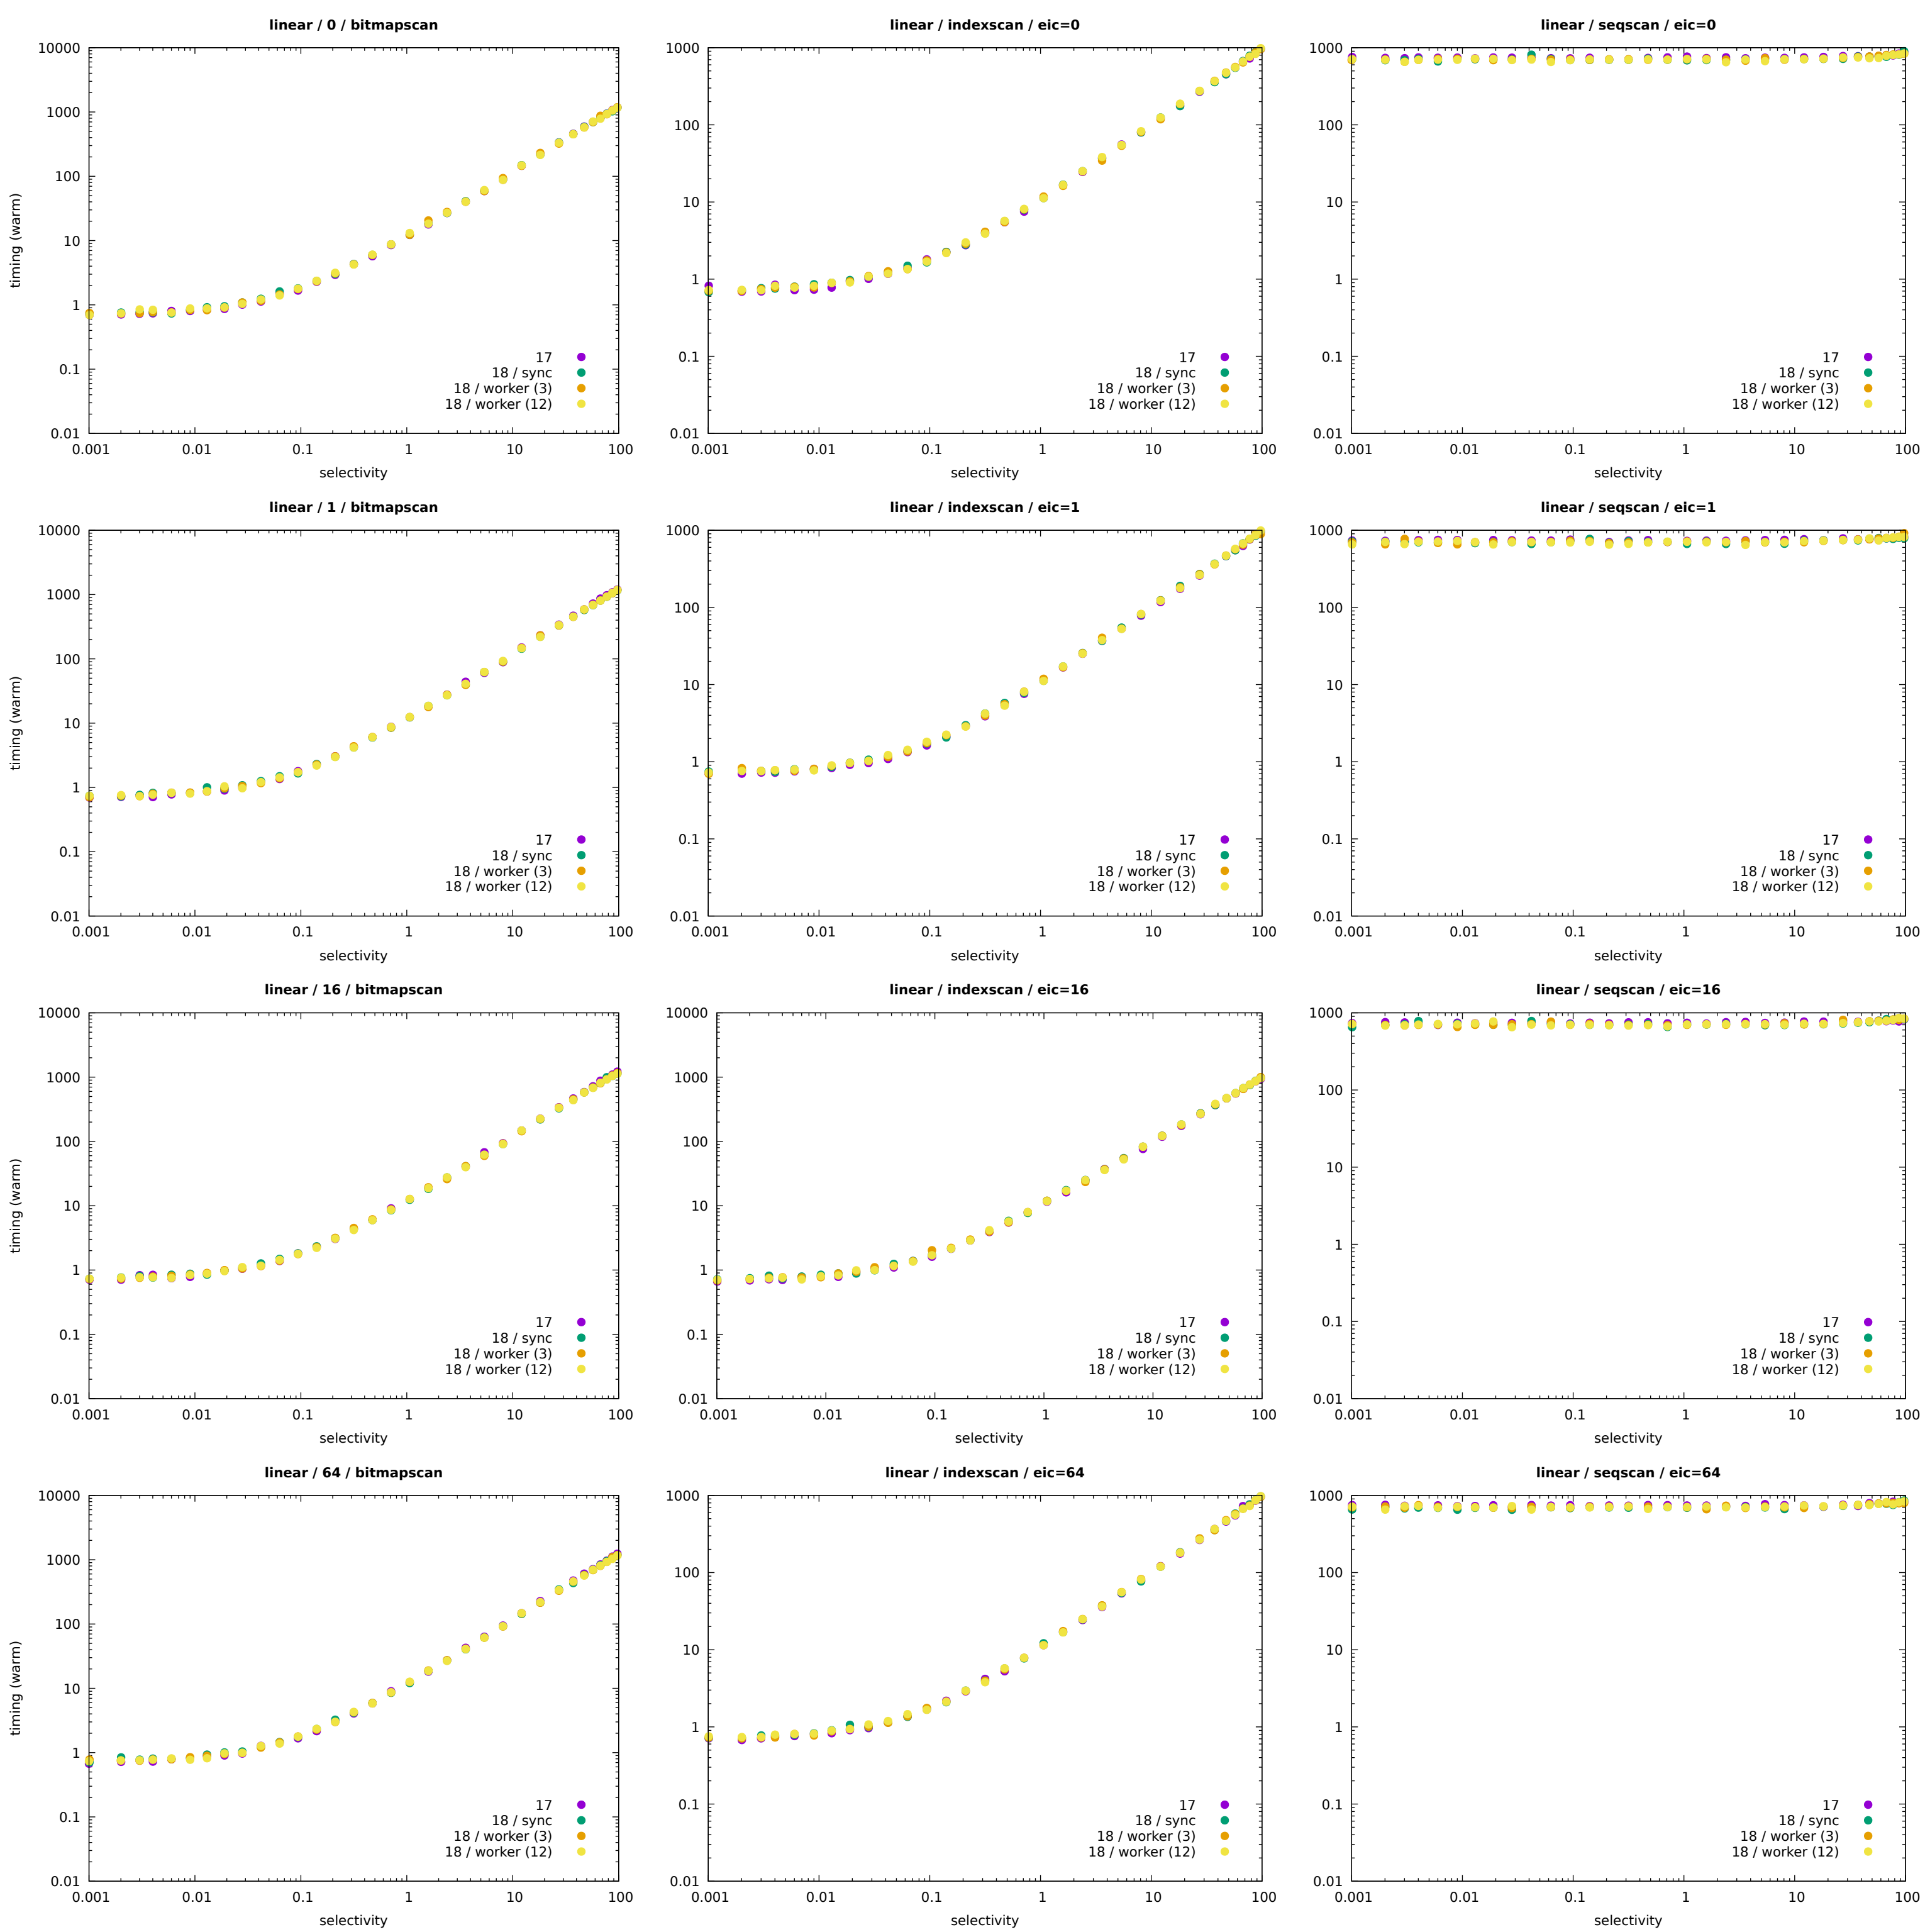 linear / 0 / bitmapscan
timing (warm)
10000
1000
100
10
1
0.1
0.01
17
18 / sync
18 / worker (3)
18 / worker (12)
0.001 0.01 0.1 1 10 100
selectivity
linear / indexscan / eic=0
1000
100
10
1
0.1
0.01
17
18 / sync
18 / worker (3)
18 / worker (12)
0.001 0.01 0.1 1 10 100
selectivity
linear / seqscan / eic=0
1000
100
10
1
0.1
0.01
17
18 / sync
18 / worker (3)
18 / worker (12)
0.001 0.01 0.1 1 10 100
selectivity
linear / 1 / bitmapscan
timing (warm)
10000
1000
100
10
1
0.1
0.01
17
18 / sync
18 / worker (3)
18 / worker (12)
0.001 0.01 0.1 1 10 100
selectivity
linear / indexscan / eic=1
1000
100
10
1
0.1
0.01
17
18 / sync
18 / worker (3)
18 / worker (12)
0.001 0.01 0.1 1 10 100
selectivity
linear / seqscan / eic=1
1000
100
10
1
0.1
0.01
17
18 / sync
18 / worker (3)
18 / worker (12)
0.001 0.01 0.1 1 10 100
selectivity
linear / 16 / bitmapscan
timing (warm)
10000
1000
100
10
1
0.1
0.01
17
18 / sync
18 / worker (3)
18 / worker (12)
0.001 0.01 0.1 1 10 100
selectivity
linear / indexscan / eic=16
10000
1000
100
10
1
0.1
0.01
17
18 / sync
18 / worker (3)
18 / worker (12)
0.001 0.01 0.1 1 10 100
selectivity
linear / seqscan / eic=16
1000
100
10
1
0.1
0.01
17
18 / sync
18 / worker (3)
18 / worker (12)
0.001 0.01 0.1 1 10 100
selectivity
linear / 64 / bitmapscan
timing (warm)
10000
1000
100
10
1
0.1
0.01
17
18 / sync
18 / worker (3)
18 / worker (12)
0.001 0.01 0.1 1 10 100
selectivity
linear / indexscan / eic=64
1000
100
10
1
0.1
0.01
17
18 / sync
18 / worker (3)
18 / worker (12)
0.001 0.01 0.1 1 10 100
selectivity
linear / seqscan / eic=64
1000
100
10
1
0.1
0.01
17
18 / sync
18 / worker (3)
18 / worker (12)
0.001 0.01 0.1 1 10 100
selectivity